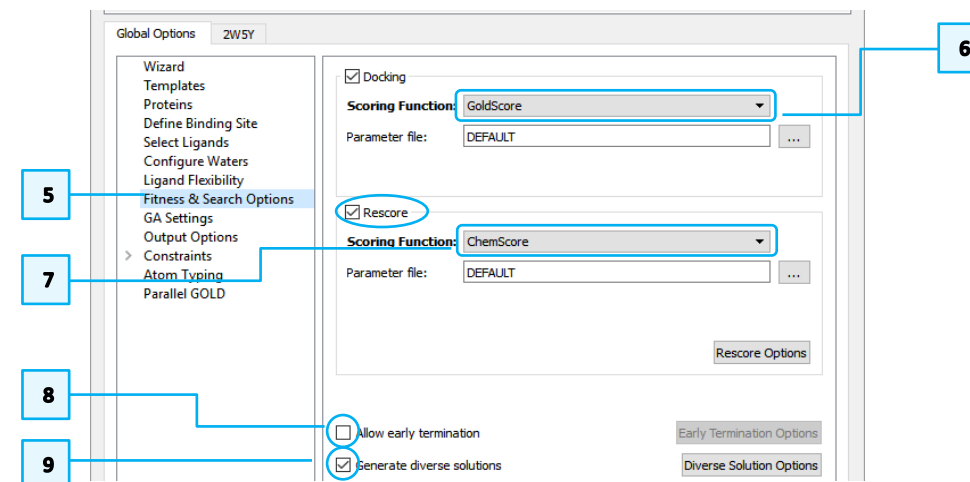 Global Options 2W5Y
6
Wizard
Templates
Proteins
Define Binding Site
Select Ligands
Configure Waters
Ligand Flexibility
5
Fitness & Search Options
GA Settings
Output Options
Constraints
7
Atom Typing
Parallel GOLD
Docking
Scoring Function: GoldScore
Parameter file: DEFAULT ...
Rescore
Scoring Function: ChemScore
Parameter file: DEFAULT ...
Rescore Options
8
Allow early termination Early Termination Options
9
Generate diverse solutions Diverse Solution Options